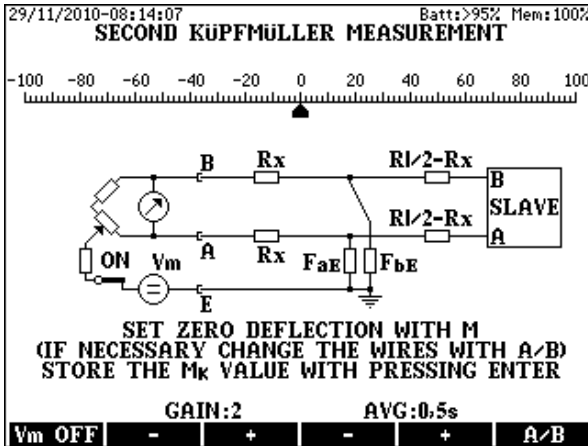 29/11/2010-08:14:07 Batt:>95% Mem:100%
SECOND KüPFMüLLER MEASUREMENT
-100 -80 -60 -40 -20 0 20 40 60 80 100
B Rx Rl/2-Rx B
SLAVE
A Rx Rl/2-Rx A
ON Vm FaE FbE
E
SET ZERO DEFLECTION WITH M
(IF NECESSARY CHANGE THE WIRES WITH A/B)
STORE THE MK VALUE WITH PRESSING ENTER
GAIN:2 AVG:0,5s
Vm OFF - + - + A/B